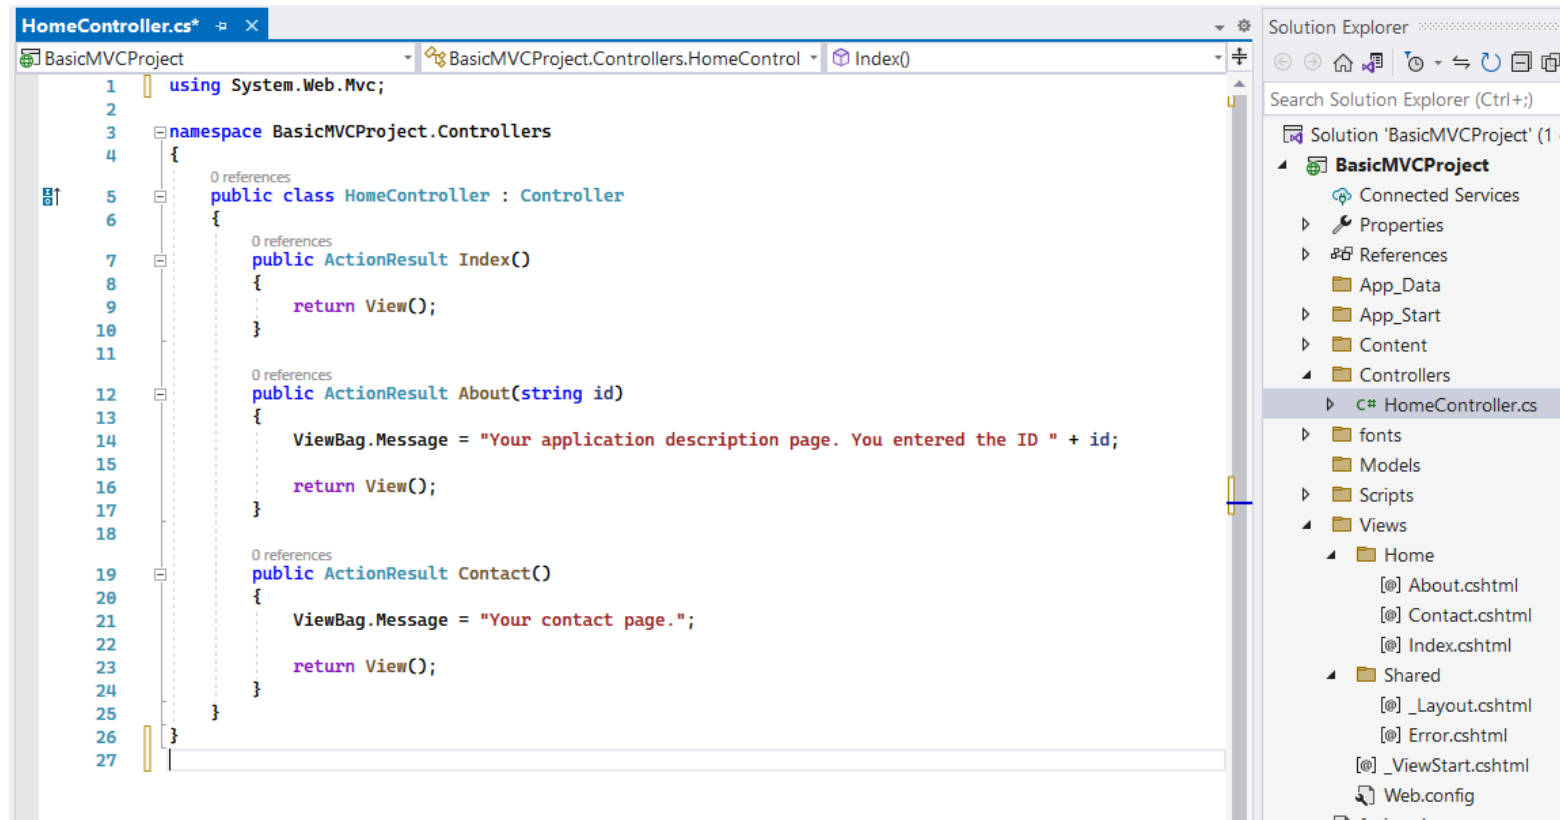 HomeController.cs*
BasicMVCProject
BasicMVCProject.Controllers.HomeControl
Index()
1 using System.Web.Mvc;
2
3 namespace BasicMVCProject.Controllers
4 {
0 references
5 public class HomeController : Controller
6 {
0 references
7 public ActionResult Index()
8 {
9 return View();
10 }
11
0 references
12 public ActionResult About(string id)
13 {
14 ViewBag.Message = "Your application description page. You entered the ID " + id;
15
16 return View();
17 }
18
0 references
19 public ActionResult Contact()
20 {
21 ViewBag.Message = "Your contact page.";
22
23 return View();
24 }
25 }
26 }
27
Solution Explorer
Search Solution Explorer (Ctrl+;)
Solution 'BasicMVCProject' (1
BasicMVCProject
Connected Services
Properties
References
App_Data
App_Start
Content
Controllers
C# HomeController.cs
fonts
Models
Scripts
Views
Home
[@] About.cshtml
[@] Contact.cshtml
[@] Index.cshtml
Shared
[@] _Layout.cshtml
[@] Error.cshtml
[@] _ViewStart.cshtml
Web.config